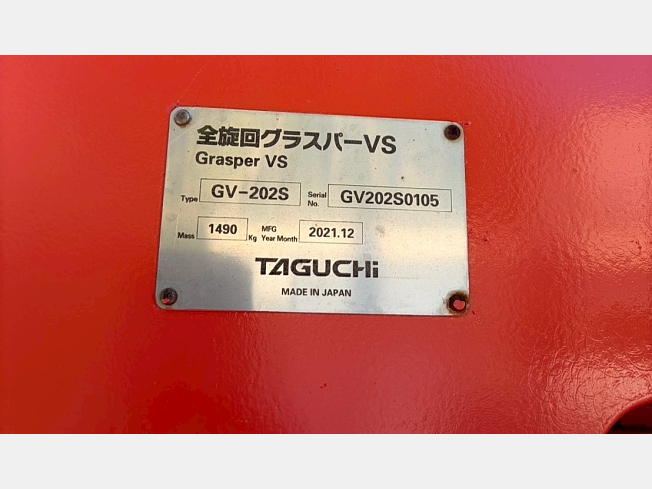 全旋回グラスパーVS
Grasper VS
Type GV-202S Serial No. GV202S0105
Mass 1490 Kg MFG Year Month 2021.12
TAGUCHi
MADE IN JAPAN